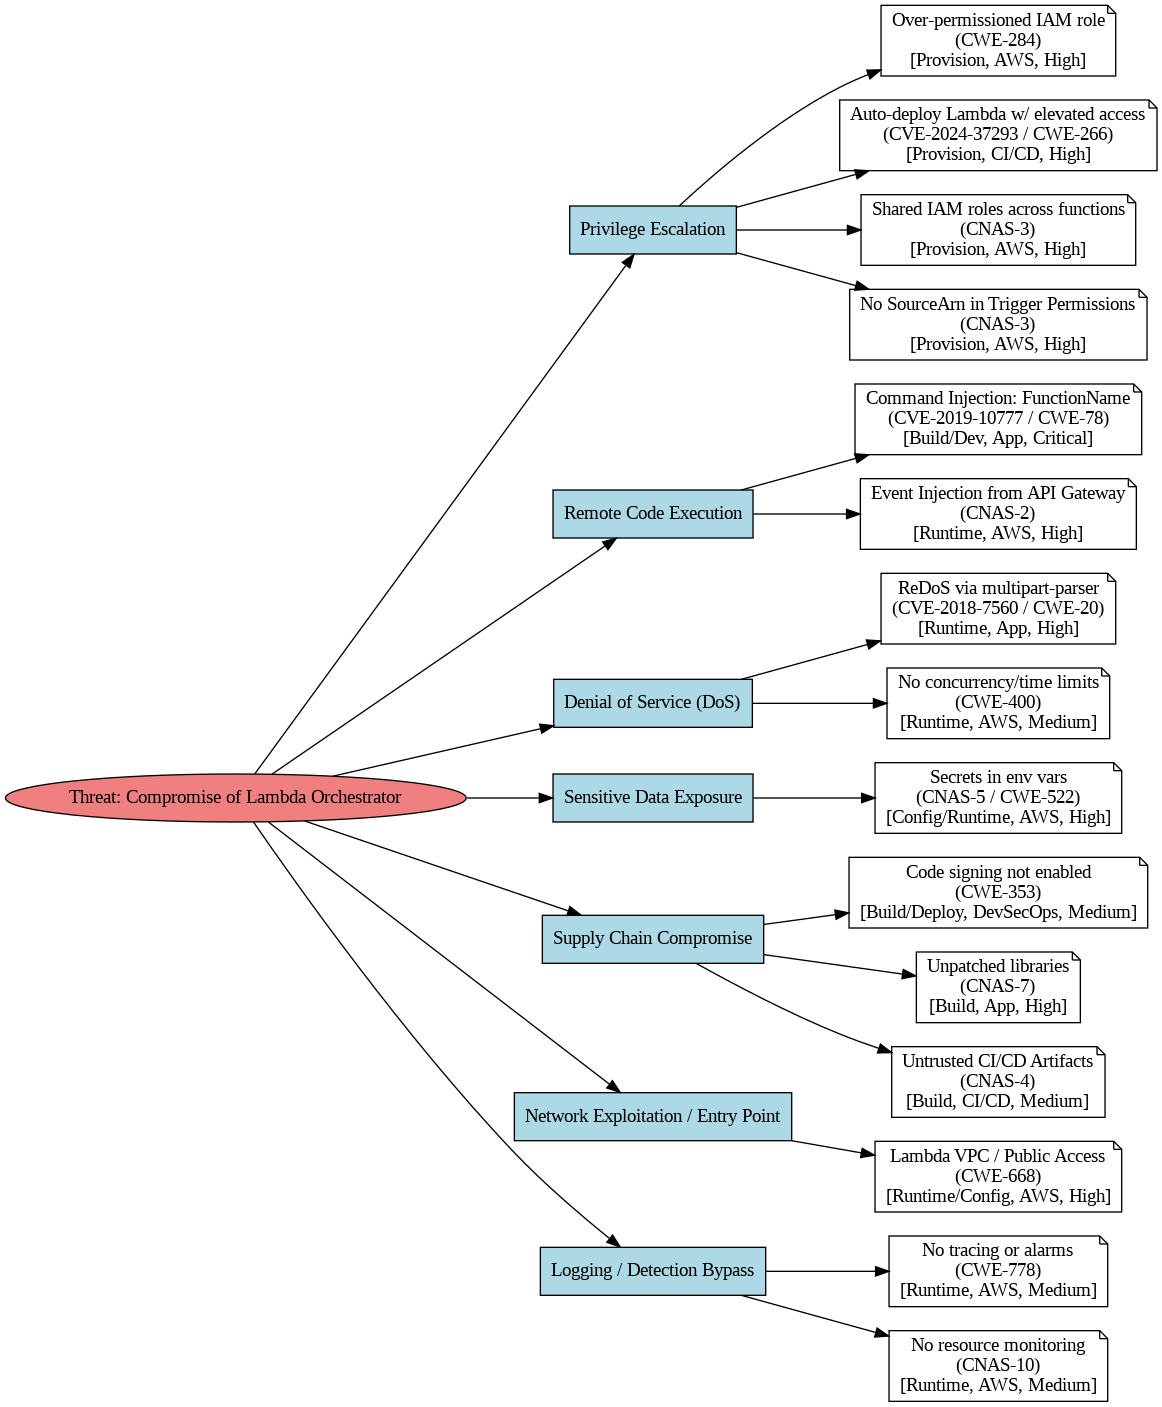 Over-permissioned IAM role
(CWE-284)
[Provision, AWS, High]
Auto-deploy Lambda w/ elevated access
(CVE-2024-37293 / CWE-266)
[Provision, CI/CD, High]
Privilege Escalation
Shared IAM roles across functions
(CNAS-3)
[Provision, AWS, High]
No SourceArn in Trigger Permissions
(CNAS-3)
[Provision, AWS, High]
Command Injection: FunctionName
(CVE-2019-10777 / CWE-78)
[Build/Dev, App, Critical]
Remote Code Execution
Event Injection from API Gateway
(CNAS-2)
[Runtime, AWS, High]
ReDoS via multipart-parser
(CVE-2018-7560 / CWE-20)
[Runtime, App, High]
Denial of Service (DoS)
No concurrency/time limits
(CWE-400)
[Runtime, AWS, Medium]
Threat: Compromise of Lambda Orchestrator
Sensitive Data Exposure
Secrets in env vars
(CNAS-5 / CWE-522)
[Config/Runtime, AWS, High]
Code signing not enabled
(CWE-353)
[Build/Deploy, DevSecOps, Medium]
Supply Chain Compromise
Unpatched libraries
(CNAS-7)
[Build, App, High]
Untrusted CI/CD Artifacts
(CNAS-4)
[Build, CI/CD, Medium]
Network Exploitation / Entry Point
Lambda VPC / Public Access
(CWE-668)
[Runtime/Config, AWS, High]
Logging / Detection Bypass
No tracing or alarms
(CWE-778)
[Runtime, AWS, Medium]
No resource monitoring
(CNAS-10)
[Runtime, AWS, Medium]